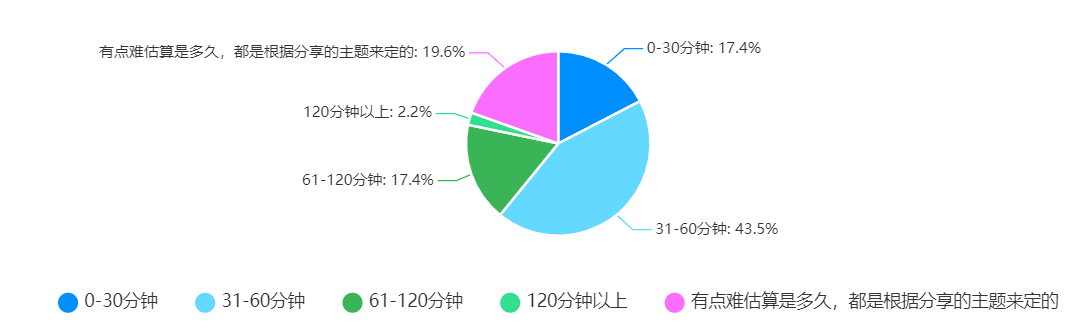 0-30分钟: 17.4%
有点难估算是多久，都是根据分享的主题来定的: 19.6%
120分钟以上: 2.2%
61-120分钟: 17.4%
31-60分钟: 43.5%
0-30分钟 31-60分钟 61-120分钟 120分钟以上 有点难估算是多久，都是根据分享的主题来定的